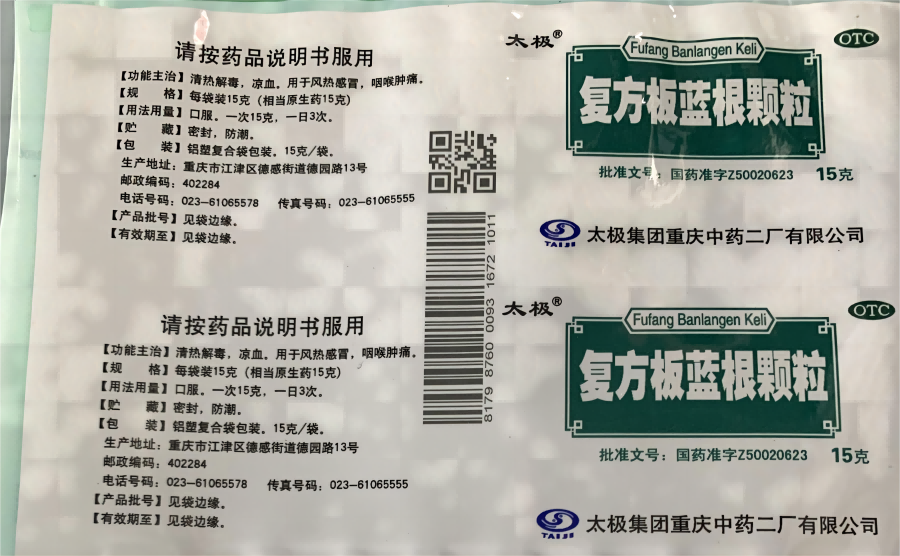 请按药品说明书服用
【功能主治】清热解毒，凉血。用于风热感冒，咽喉肿痛。
【规　　格】每袋装15克（相当原生药15克）
【用法用量】口服。一次15克，一日3次。
【贮　　藏】密封，防潮。
【包　　装】铝塑复合袋包装。15克/袋。
生产地址：重庆市江津区德感街道德园路13号
邮政编码：402284
电话号码：023-61065578　传真号码：023-61065555
【产品批号】见袋边缘。
【有效期至】见袋边缘。
8179 8760 0093 1672 1011
太极®
OTC
Fufang Banlangen Keli
复方板蓝根颗粒
批准文号：国药准字Z50020623　15克
TAIJI 太极集团重庆中药二厂有限公司
请按药品说明书服用
【功能主治】清热解毒，凉血。用于风热感冒，咽喉肿痛。
【规　　格】每袋装15克（相当原生药15克）
【用法用量】口服。一次15克，一日3次。
【贮　　藏】密封，防潮。
【包　　装】铝塑复合袋包装。15克/袋。
生产地址：重庆市江津区德感街道德园路13号
邮政编码：402284
电话号码：023-61065578　传真号码：023-61065555
【产品批号】见袋边缘。
【有效期至】见袋边缘。
太极®
OTC
Fufang Banlangen Keli
复方板蓝根颗粒
批准文号：国药准字Z50020623　15克
TAIJI 太极集团重庆中药二厂有限公司